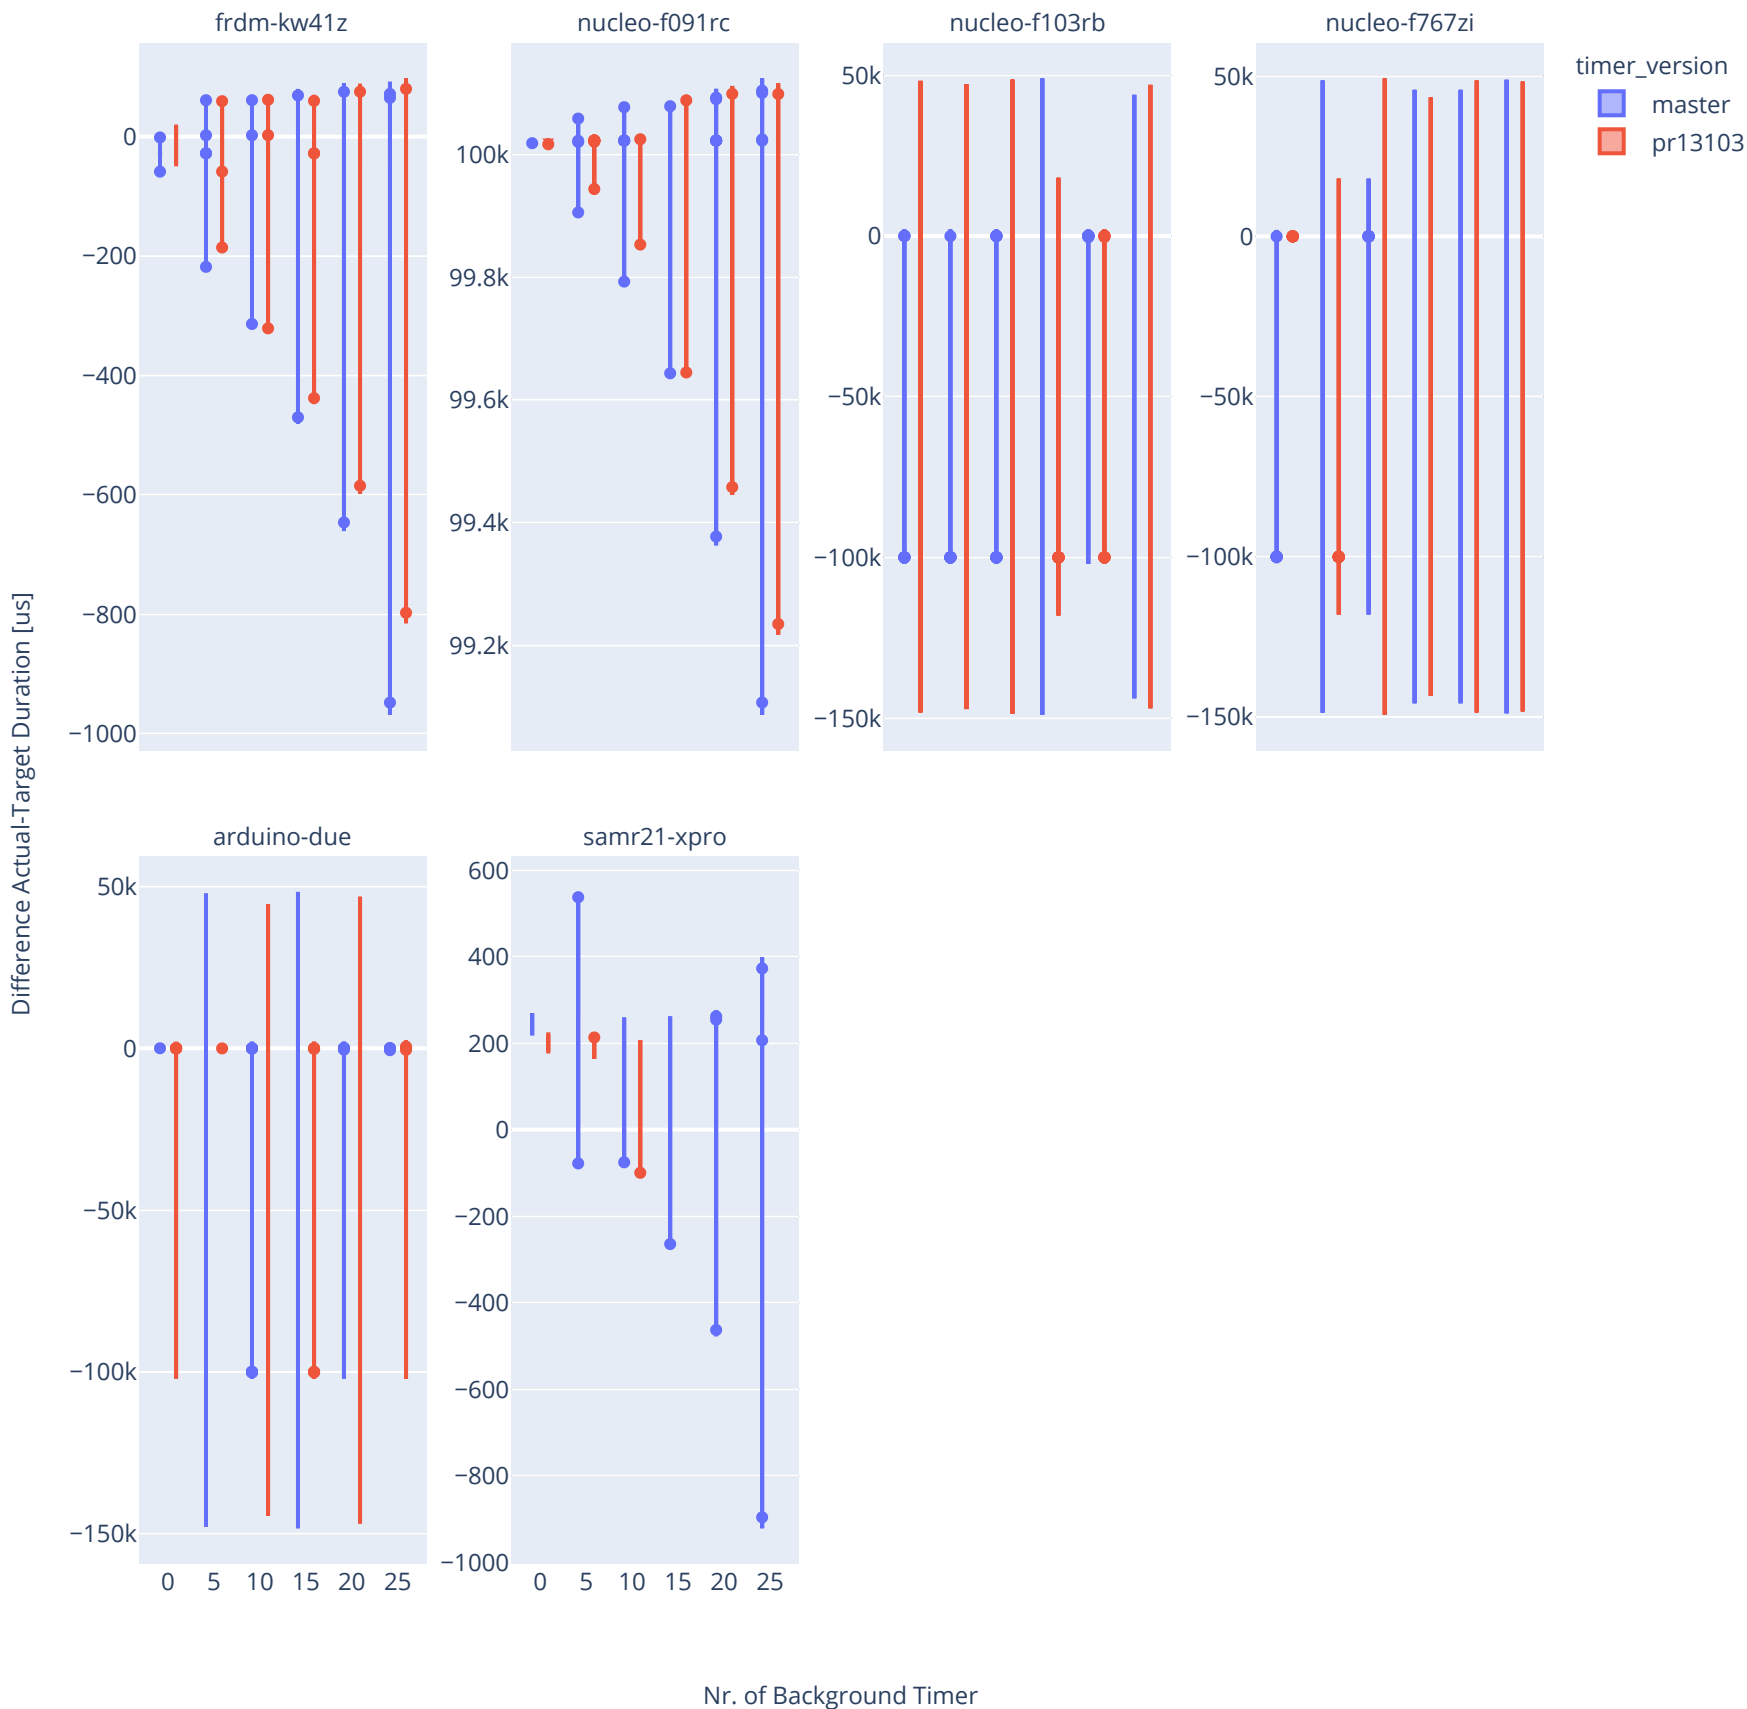 frdm-kw41z
nucleo-f091rc
nucleo-f103rb
nucleo-f767zi
timer_version
master
pr13103
0
−200
−400
−600
−800
−1000
100k
99.8k
99.6k
99.4k
99.2k
50k
0
−50k
−100k
−150k
50k
0
−50k
−100k
−150k
Difference Actual-Target Duration [us]
arduino-due
samr21-xpro
50k
0
−50k
−100k
−150k
600
400
200
0
−200
−400
−600
−800
−1000
0 5 10 15 20 25
0 5 10 15 20 25
Nr. of Background Timer